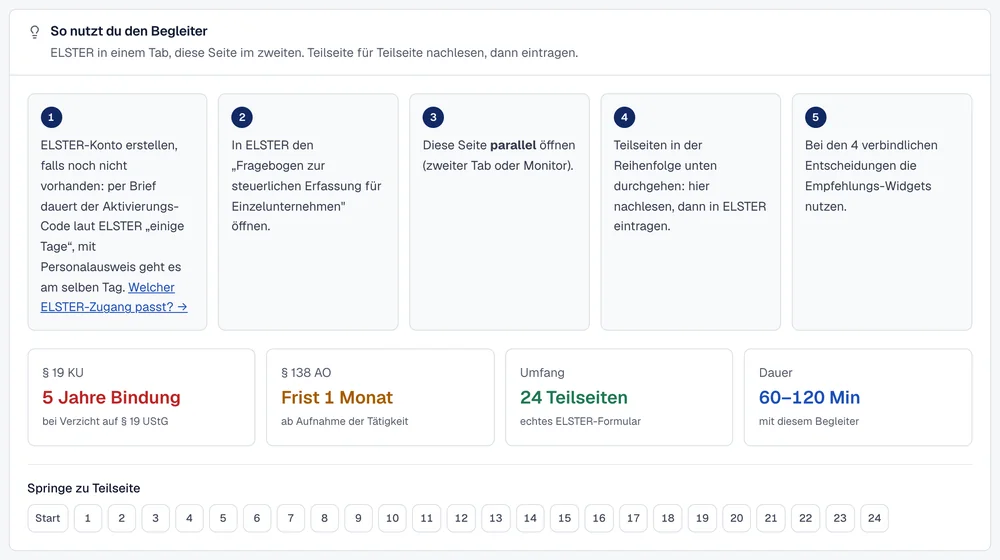 So nutzt du den Begleiter
ELSTER in einem Tab, diese Seite im zweiten. Teilseite für Teilseite nachlesen, dann eintragen.
1
ELSTER-Konto erstellen,
falls noch nicht
vorhanden: per Brief
dauert der Aktivierungs-
Code laut ELSTER „einige
Tage“, mit
Personalausweis geht es
am selben Tag. Welcher
ELSTER-Zugang passt? →
2
In ELSTER den
„Fragebogen zur
steuerlichen Erfassung für
Einzelunternehmen"
öffnen.
3
Diese Seite parallel öffnen
(zweiter Tab oder Monitor).
4
Teilseiten in der
Reihenfolge unten
durchgehen: hier
nachlesen, dann in ELSTER
eintragen.
5
Bei den 4 verbindlichen
Entscheidungen die
Empfehlungs-Widgets
nutzen.
§ 19 KU
5 Jahre Bindung
bei Verzicht auf § 19 UStG
§ 138 AO
Frist 1 Monat
ab Aufnahme der Tätigkeit
Umfang
24 Teilseiten
echtes ELSTER-Formular
Dauer
60–120 Min
mit diesem Begleiter
Springe zu Teilseite
Start 1 2 3 4 5 6 7 8 9 10 11 12 13 14 15 16 17 18 19 20 21 22 23 24